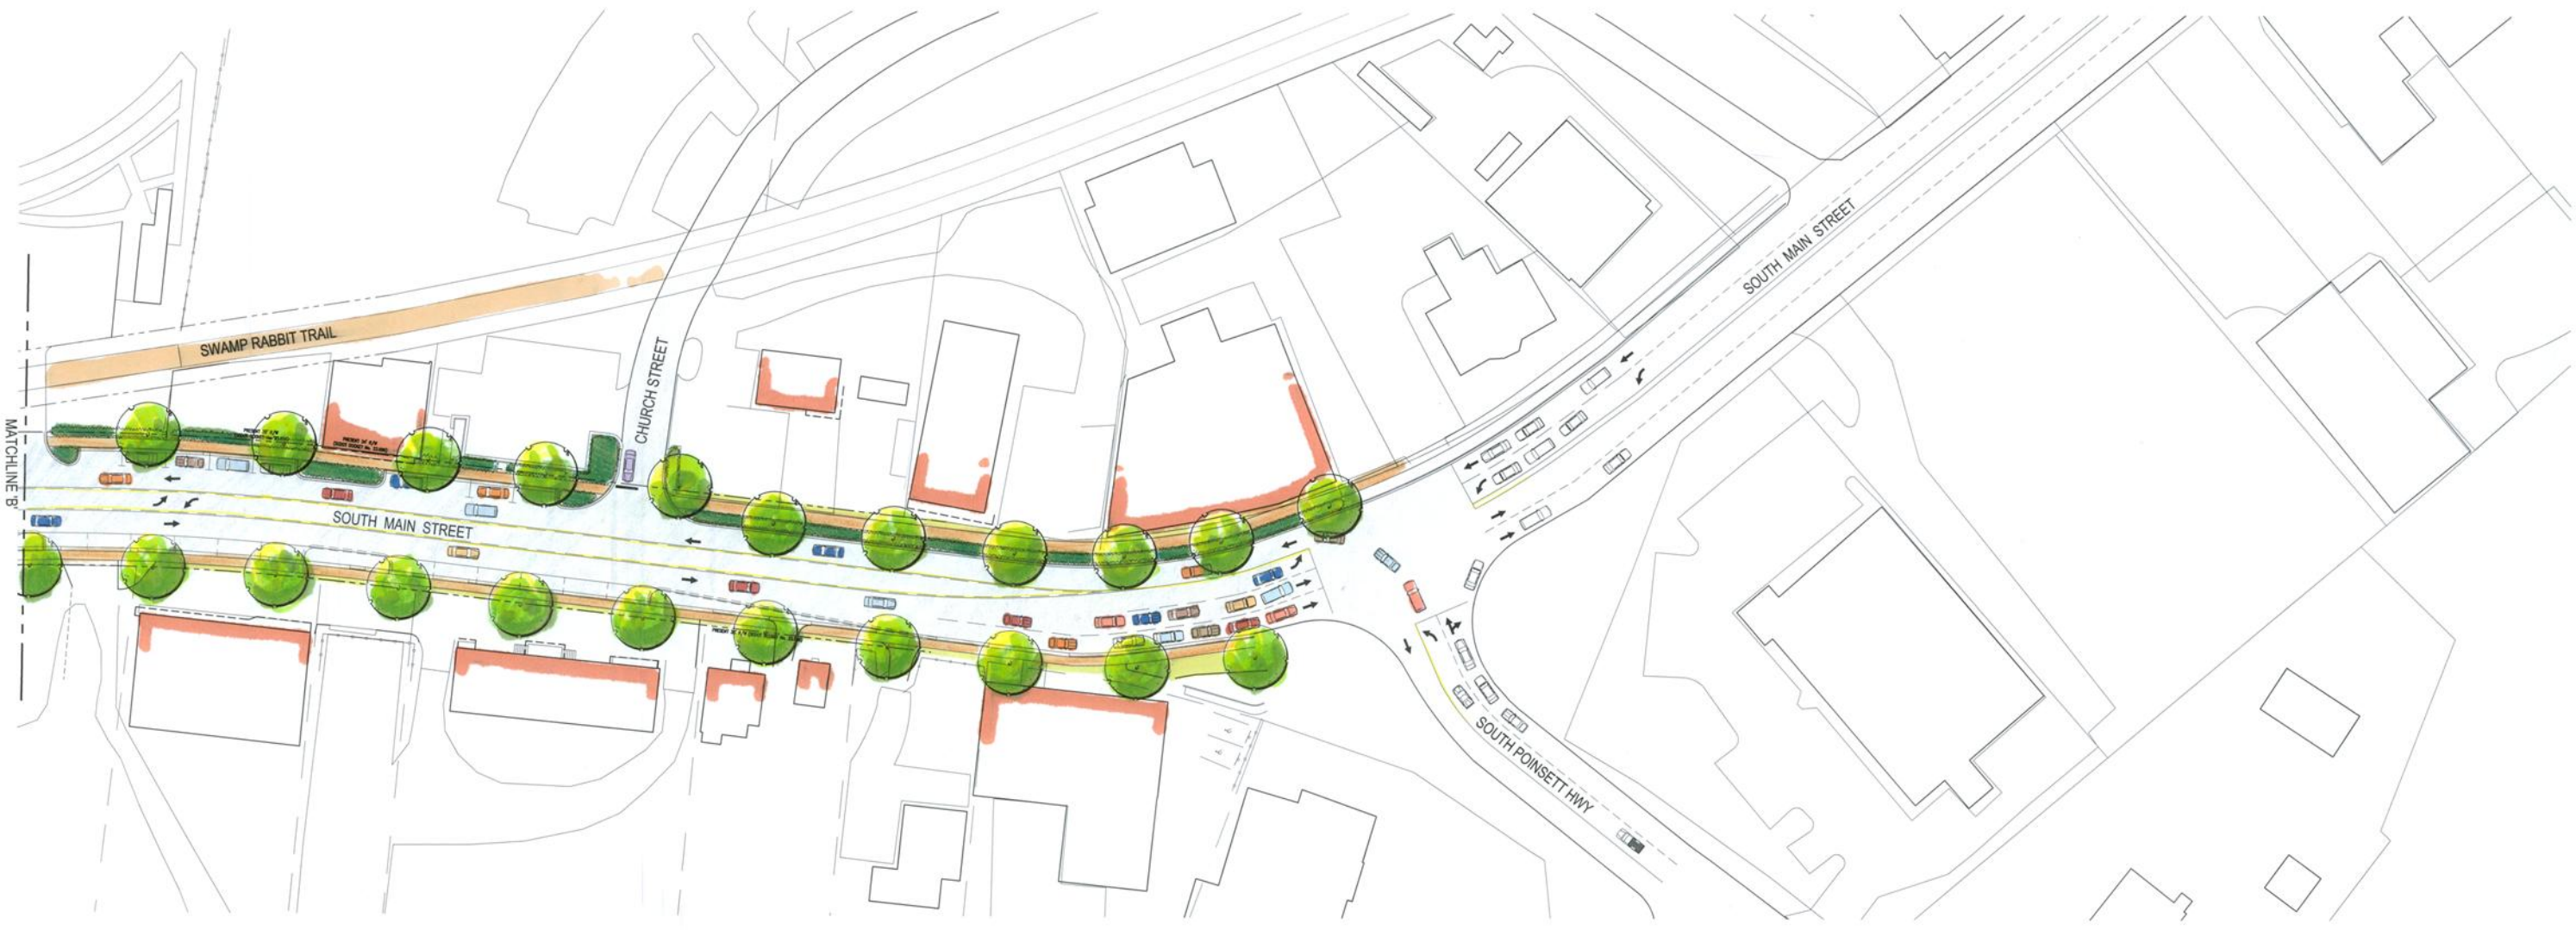 SWAMP RABBIT TRAIL
CHURCH STREET
SOUTH MAIN STREET
MATCHLINE 'B'
SOUTH MAIN STREET
SOUTH POINSETT HWY